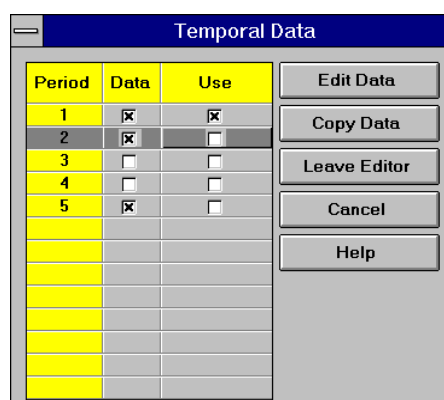 Temporal Data
Period Data Use
1
2
3
4
5
Edit Data
Copy Data
Leave Editor
Cancel
Help